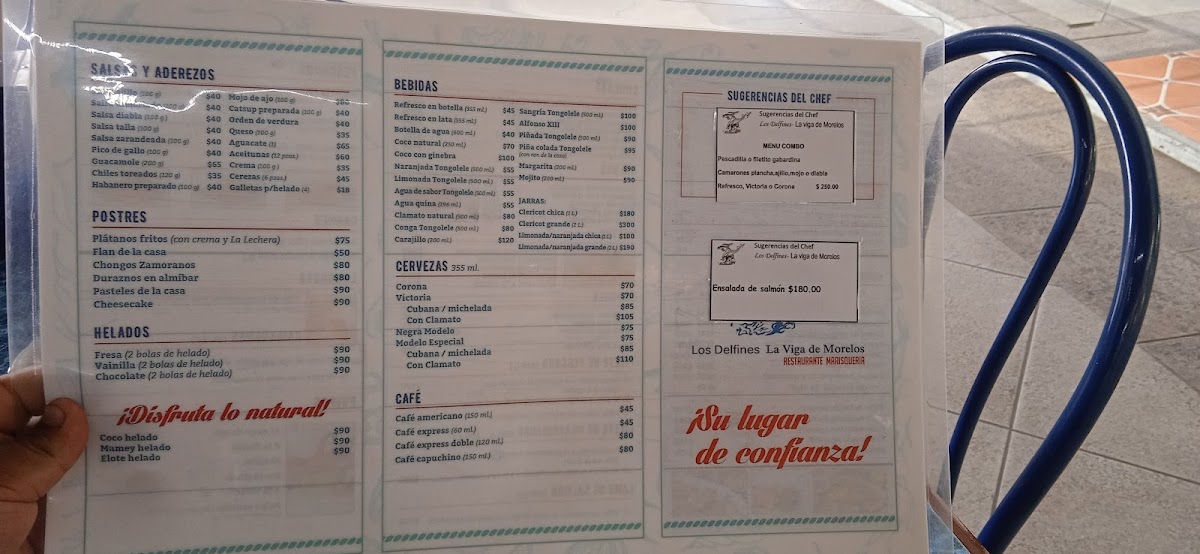 SALSAS Y ADEREZOS
(100 g) $40
Salsa $40
Salsa diabla (100 g) $40
Salsa talla (100 g) $40
Salsa zarandeada (100 g) $40
Pico de gallo (100 g) $40
Guacamole (200 g) $65
Chiles toreados (120 g) $35
Habanero preparado (100 g) $40
Mojo de ajo (100 g)
Catsup preparada (100 g) $40
Orden de verdura $40
Queso (100 g) $35
Aguacate (1) $65
Aceitunas (12 pzas.) $60
Crema (100 g) $35
Cerezas (6 pzas.) $45
Galletas p/helado (4) $18
POSTRES
Plátanos fritos (con crema y La Lechera) $75
Flan de la casa $50
Chongos Zamoranos $80
Duraznos en almíbar $80
Pasteles de la casa $90
Cheesecake $90
HELADOS
Fresa (2 bolas de helado) $90
Vainilla (2 bolas de helado) $90
Chocolate (2 bolas de helado) $90
¡Disfruta lo natural!
Coco helado $90
Mamey helado $90
Elote helado $90
BEBIDAS
Refresco en botella (355 ml.) $45
Refresco en lata (355 ml.) $45
Botella de agua (600 ml.) $40
Coco natural (250 ml.) $70
Coco con ginebra $100
Naranjada Tongolele (500 ml.) $55
Limonada Tongolele (500 ml.) $55
Agua de sabor Tongolele (500 ml.) $55
Agua quina (296 ml.) $55
Clamato natural (500 ml.) $80
Conga Tongolele (500 ml.) $80
Carajillo (200 ml.) $120
Sangría Tongolele (500 ml.) $100
Alfonso XIII $100
Piñada Tongolele (500 ml.) $90
Piña colada Tongolele $95
(con ron de la casa)
Margarita (200 ml.) $90
Mojito (200 ml.) $90
JARRAS:
Clericot chica (1 L) $180
Clericot grande (2 L) $300
Limonada/naranjada chica (1 L) $100
Limonada/naranjada grande (2 L) $190
CERVEZAS 355 ml.
Corona $70
Victoria $70
Cubana / michelada $85
Con Clamato $105
Negra Modelo $75
Modelo Especial $75
Cubana / michelada $85
Con Clamato $110
CAFÉ
Café americano (150 ml.) $45
Café express (60 ml.) $45
Café express doble (120 ml.) $80
Café capuchino (150 ml.) $80
SUGERENCIAS DEL CHEF
Sugerencias del Chef
Los Delfines- La viga de Morelos
MENU COMBO
Pescadilla o filetito gabardina
Camarones plancha,ajillo,mojo o diabla
Refresco, Victoria o Corona $ 250.00
Sugerencias del Chef
Los Delfines- La viga de Morelos
Ensalada de salmón $180.00
Los Delfines La Viga de Morelos
RESTAURANTE MARISQUERIA
¡Su lugar
de confianza!